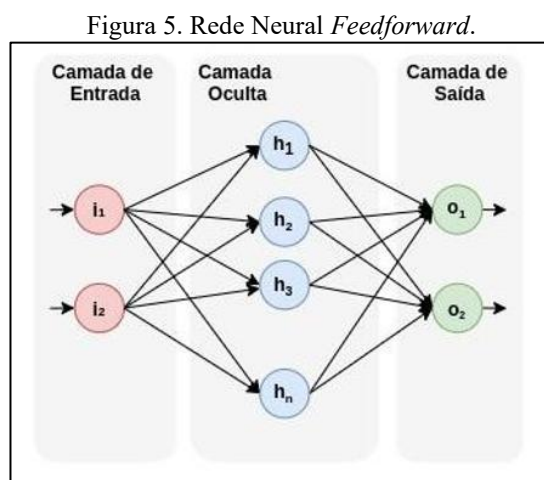 Figura 5. Rede Neural Feedforward.
Camada de
Entrada
Camada
Oculta
Camada de
Saída
h₁
i₁
h₂
o₁
h₃
i₂
o₂
hₙ